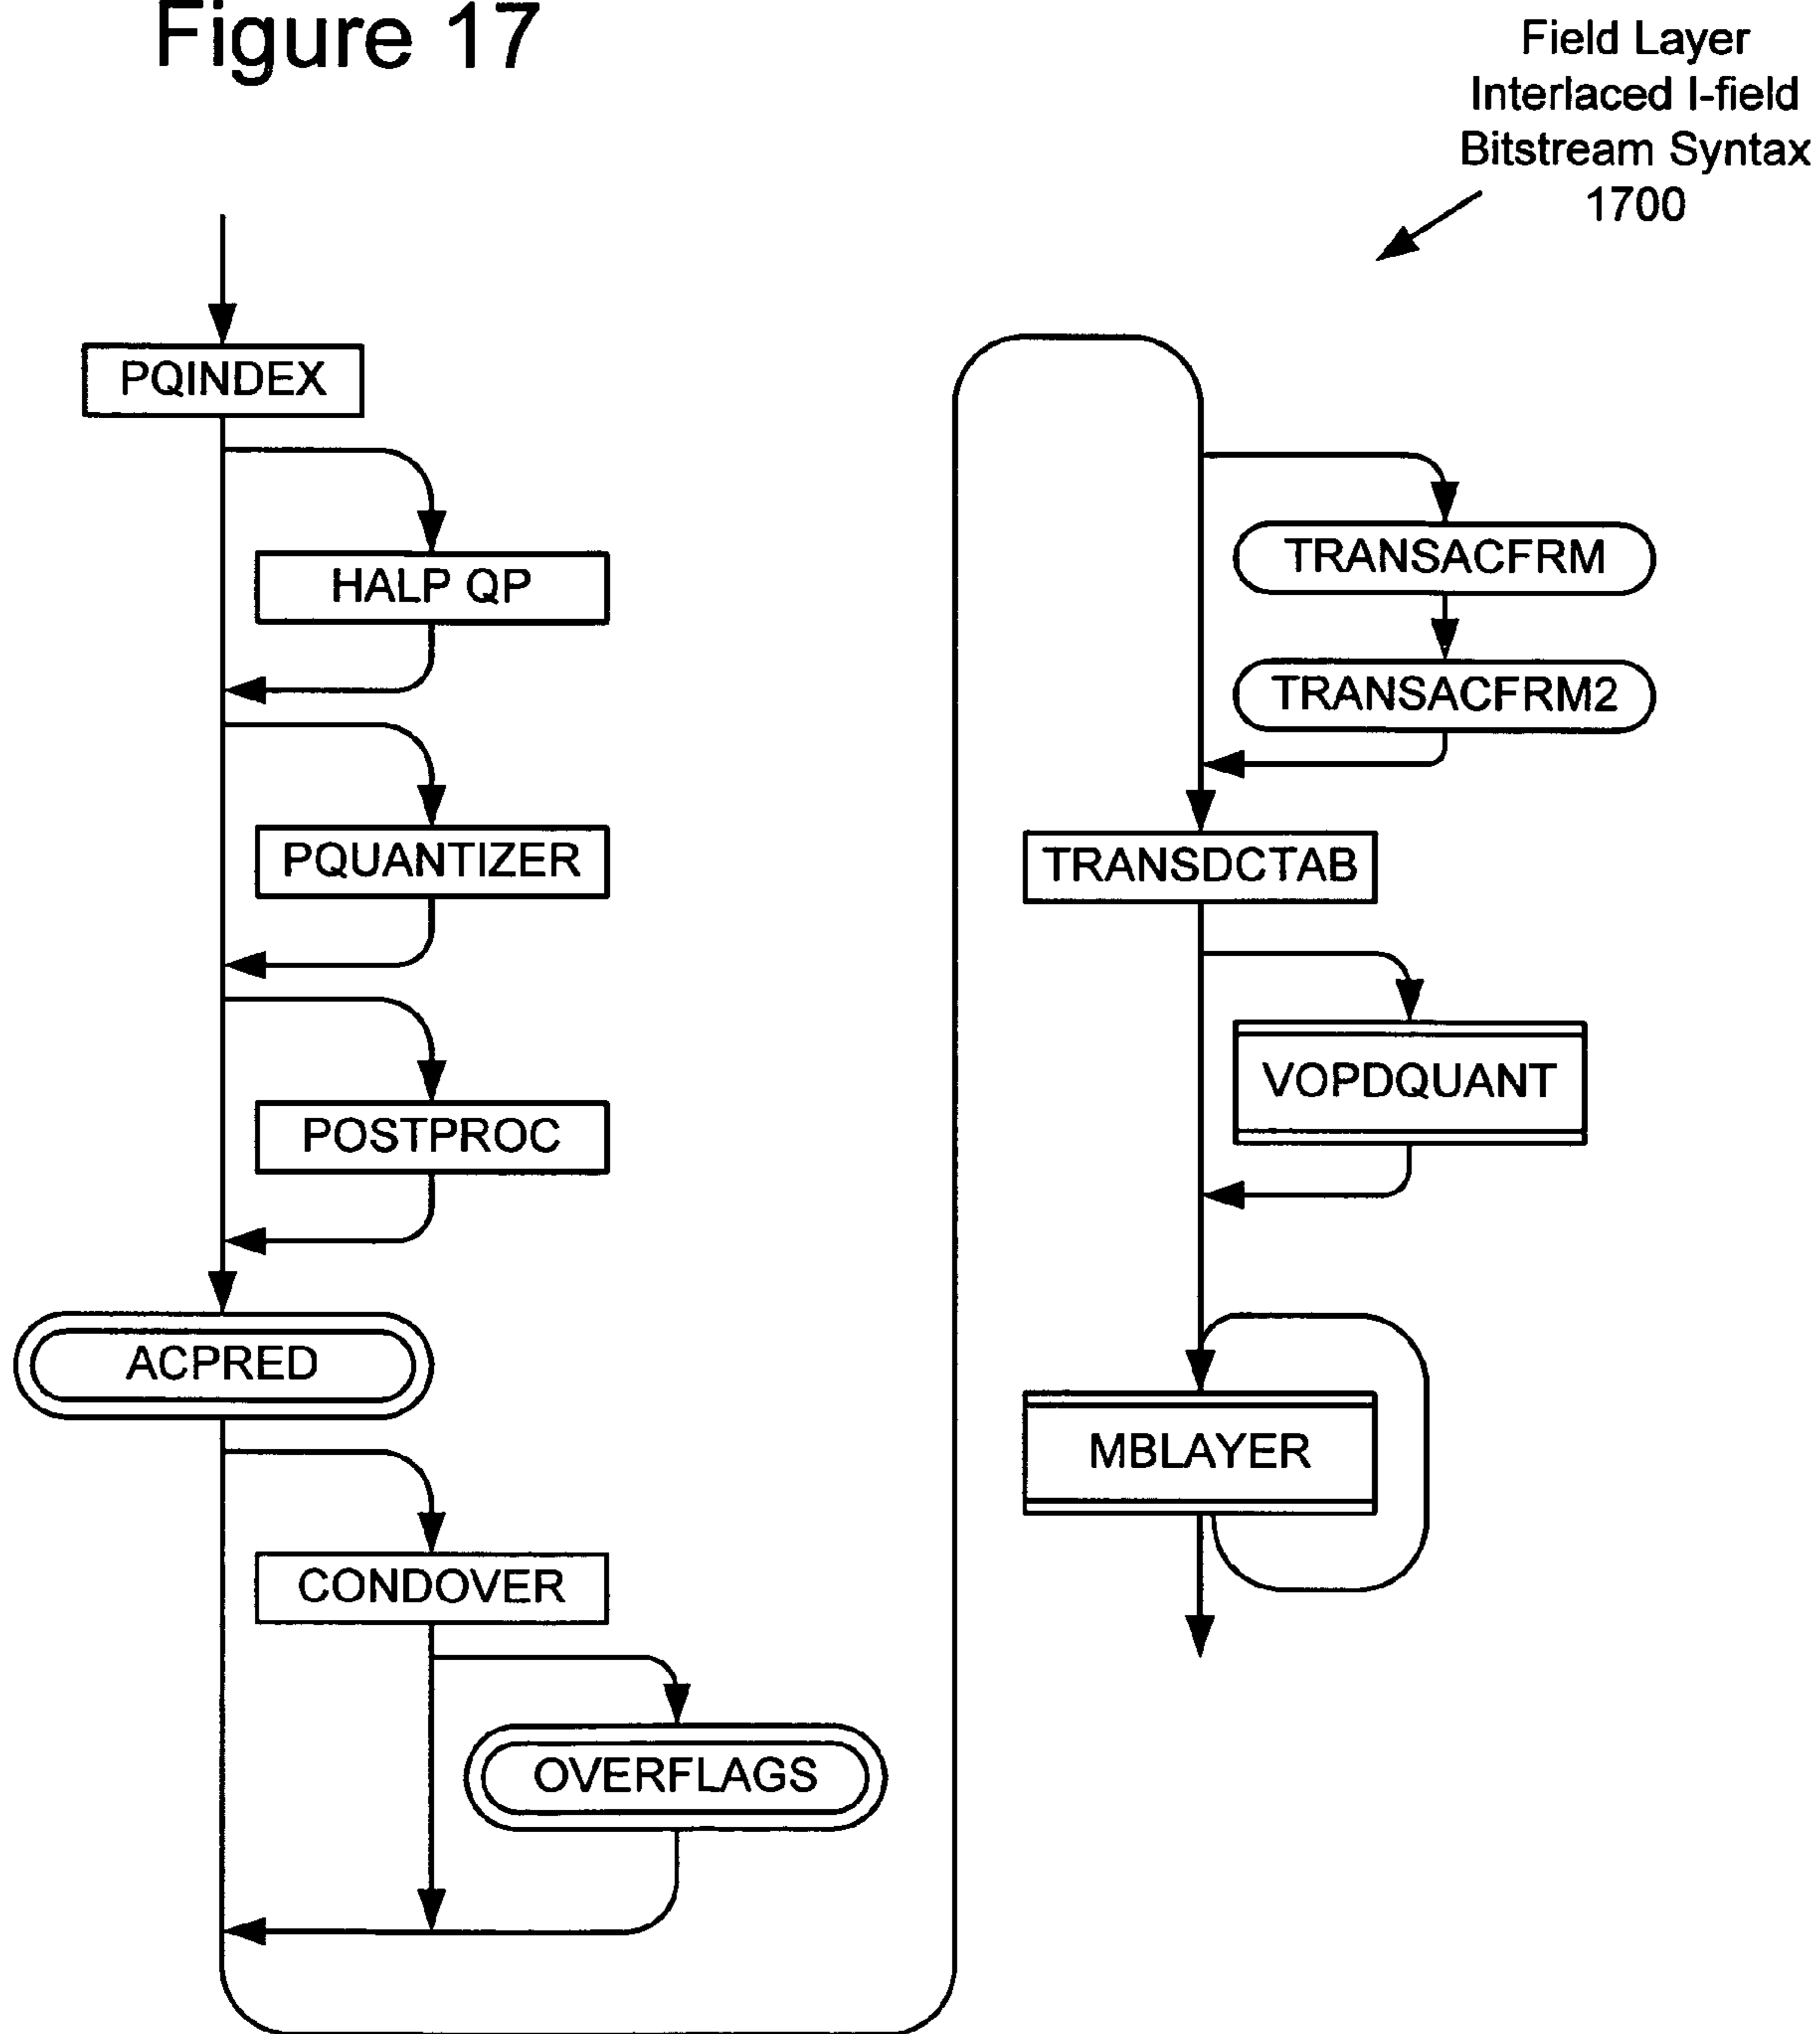 Figure 17
Field Layer
Interlaced I-field
Bitstream Syntax
1700
PQINDEX
HALP QP
PQUANTIZER
POSTPROC
ACPRED
CONDOVER
OVERFLAGS
TRANSACFRM
TRANSACFRM2
TRANSDCTAB
VOPDQUANT
MBLAYER